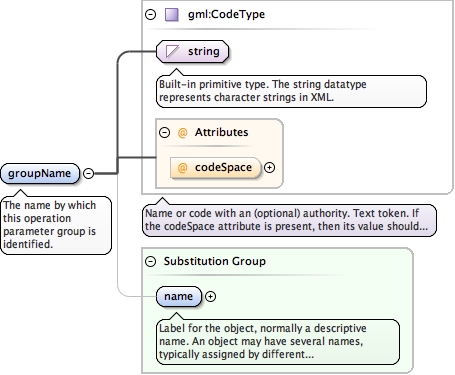 gml:CodeType
string
Built-in primitive type. The string datatype
represents character strings in XML.
@ Attributes
@ codeSpace
groupName
The name by which
this operation
parameter group is
identified.
Name or code with an (optional) authority. Text token. If
the codeSpace attribute is present, then its value should...
Substitution Group
name
Label for the object, normally a descriptive
name. An object may have several names,
typically assigned by different...